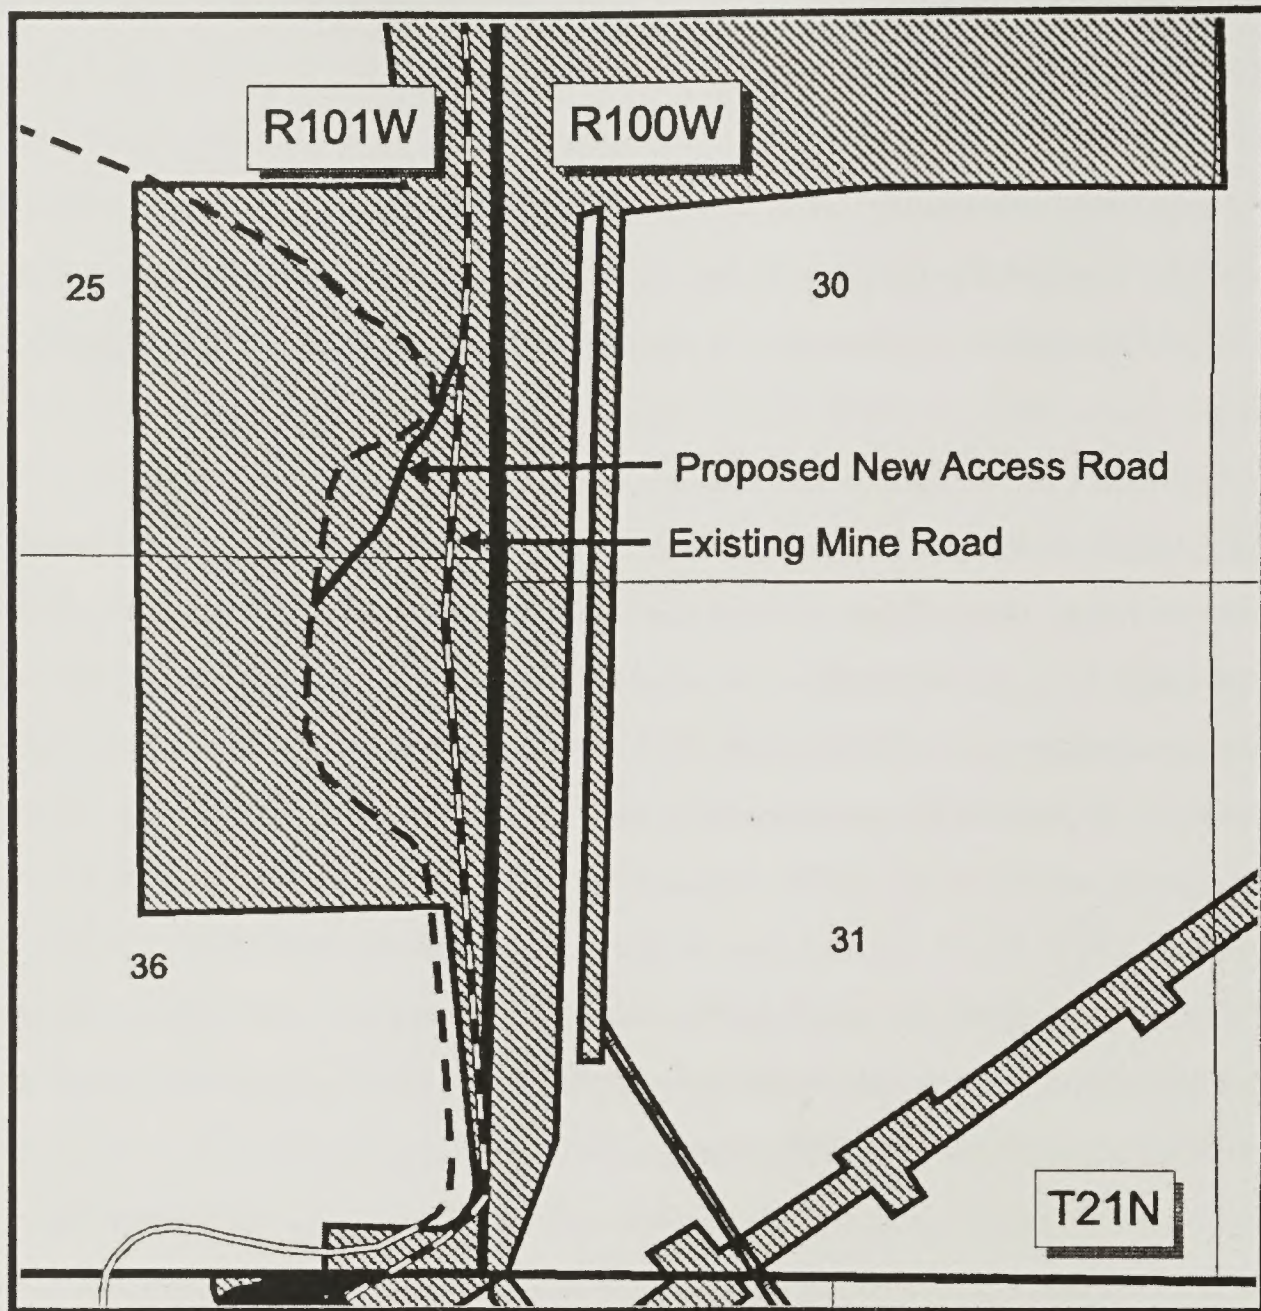 R101W
R100W
25
30
Proposed New Access Road
Existing Mine Road
31
36
T21N